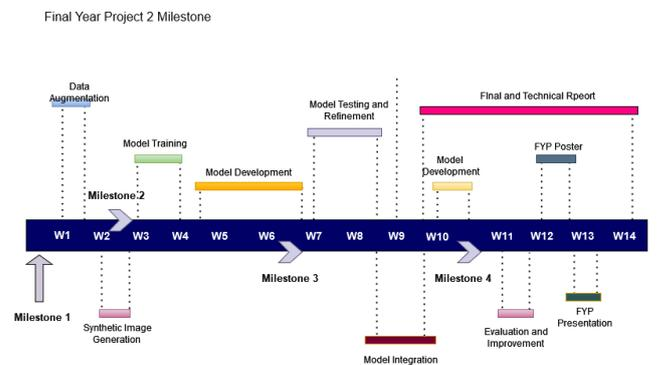 Final Year Project 2 Milestone
Data
Augmentation
Model Testing and
Refinement
FInal and Technical Rpeort
Model Training
FYP Poster
Model Development
Model
Development
Milestone 2
W1
W2
W3
W4
W5
W6
W7
W8
W9
W10
W11
W12
W13
W14
Milestone 3
Milestone 4
Milestone 1
Synthetic Image
Generation
FYP
Presentation
Evaluation and
Improvement
Model Integration